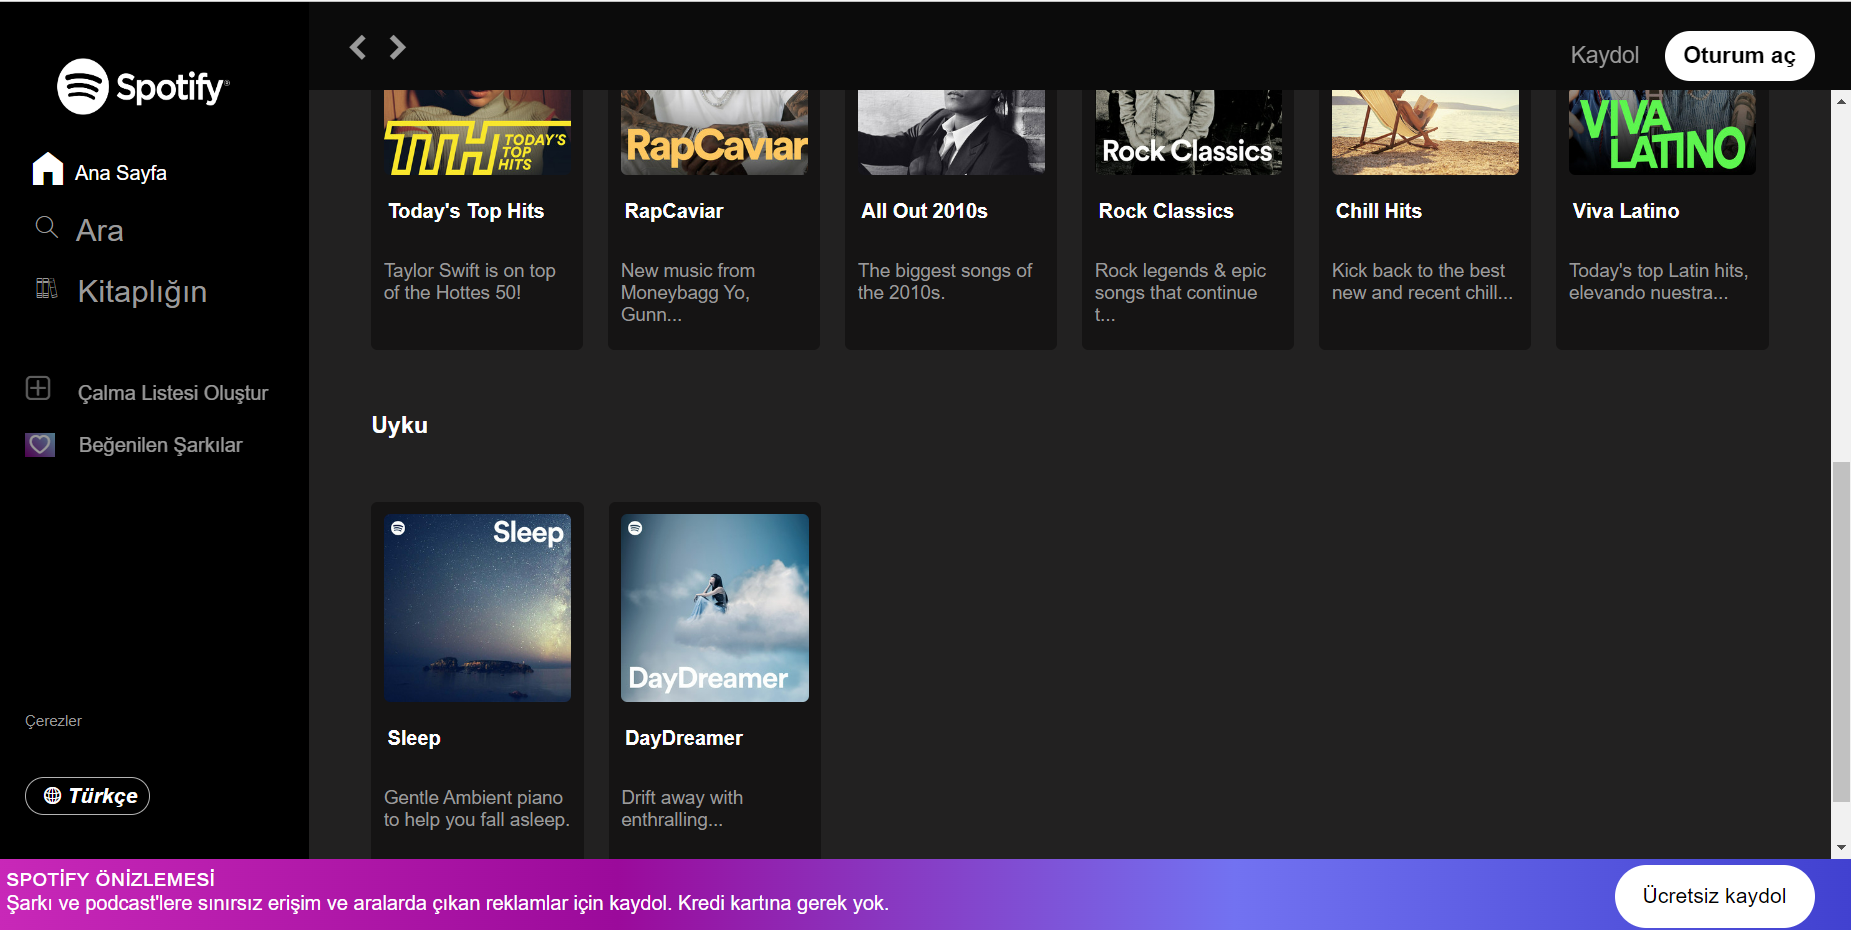 Spotify®
Ana Sayfa
Ara
Kitaplığın
Çalma Listesi Oluştur
Beğenilen Şarkılar
Çerezler
Türkçe
Kaydol
Oturum aç
TTH TODAY'S
TOP
HITS
RapCaviar
Rock Classics
VIVA
LATINO
Today's Top Hits
RapCaviar
All Out 2010s
Rock Classics
Chill Hits
Viva Latino
Taylor Swift is on top
of the Hottes 50!
New music from
Moneybagg Yo,
Gunn...
The biggest songs of
the 2010s.
Rock legends & epic
songs that continue
t...
Kick back to the best
new and recent chill...
Today's top Latin hits,
elevando nuestra...
Uyku
Sleep
DayDreamer
Sleep
DayDreamer
Gentle Ambient piano
to help you fall asleep.
Drift away with
enthralling...
SPOTİFY ÖNİZLEMESİ
Şarkı ve podcast'lere sınırsız erişim ve aralarda çıkan reklamlar için kaydol. Kredi kartına gerek yok.
Ücretsiz kaydol